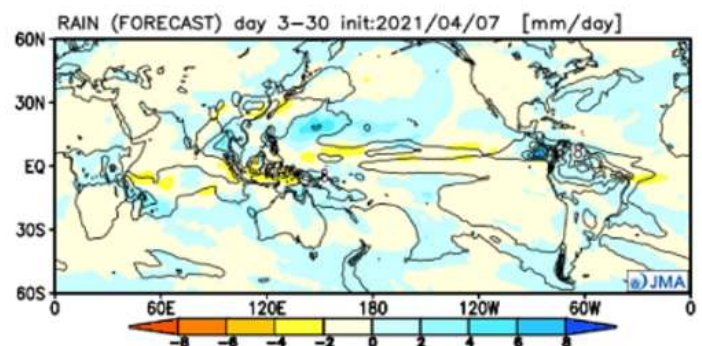 RAIN (FORECAST) day 3-30 init:2021/04/07 [mm/day]
60N
30N
EQ
30S
60S
JMA
0 60E 120E 180 120W 60W 0
-8 -6 -4 -2 0 2 4 6 8